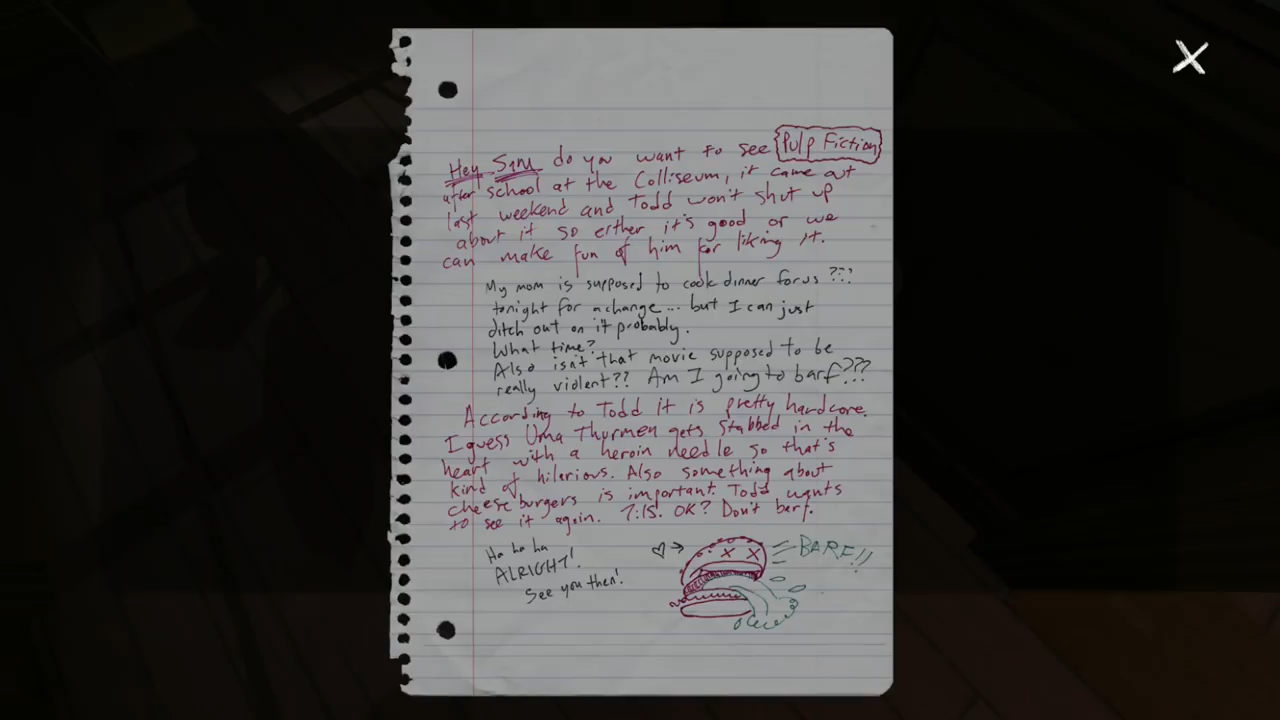 Hey Sam do you want to see Pulp Fiction
after school at the Colliseum, it came out
last weekend and Todd won't shut up
about it so either it's good or we
can make fun of him for liking it.
My mom is supposed to cook dinner for us???
tonight for a change... but I can just
ditch out on it probably.
What time?
Also isn't that movie supposed to be
really violent?? Am I going to barf???
According to Todd it is pretty hardcore.
I guess Uma Thurmen gets stabbed in the
heart with a heroin needle so that's
kind of hilerious. Also something about
cheeseburgers is important. Todd wants
to see it again. 7:15. OK? Don't barf.
Ha ha ha
ALRIGHT!
See you then!
BARF!!